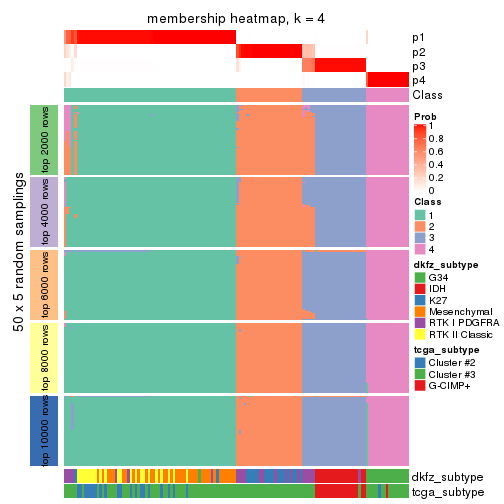 membership heatmap, k = 4
p1
p2
p3
p4
Class
50 x 5 random samplings
top 2000 rows
top 4000 rows
top 6000 rows
top 8000 rows
top 10000 rows
dkfz_subtype
tcga_subtype
Prob
1
0.8
0.6
0.4
0.2
0
Class
1
2
3
4
dkfz_subtype
G34
IDH
K27
Mesenchymal
RTK I PDGFRA
RTK II Classic
tcga_subtype
Cluster #2
Cluster #3
G-CIMP+